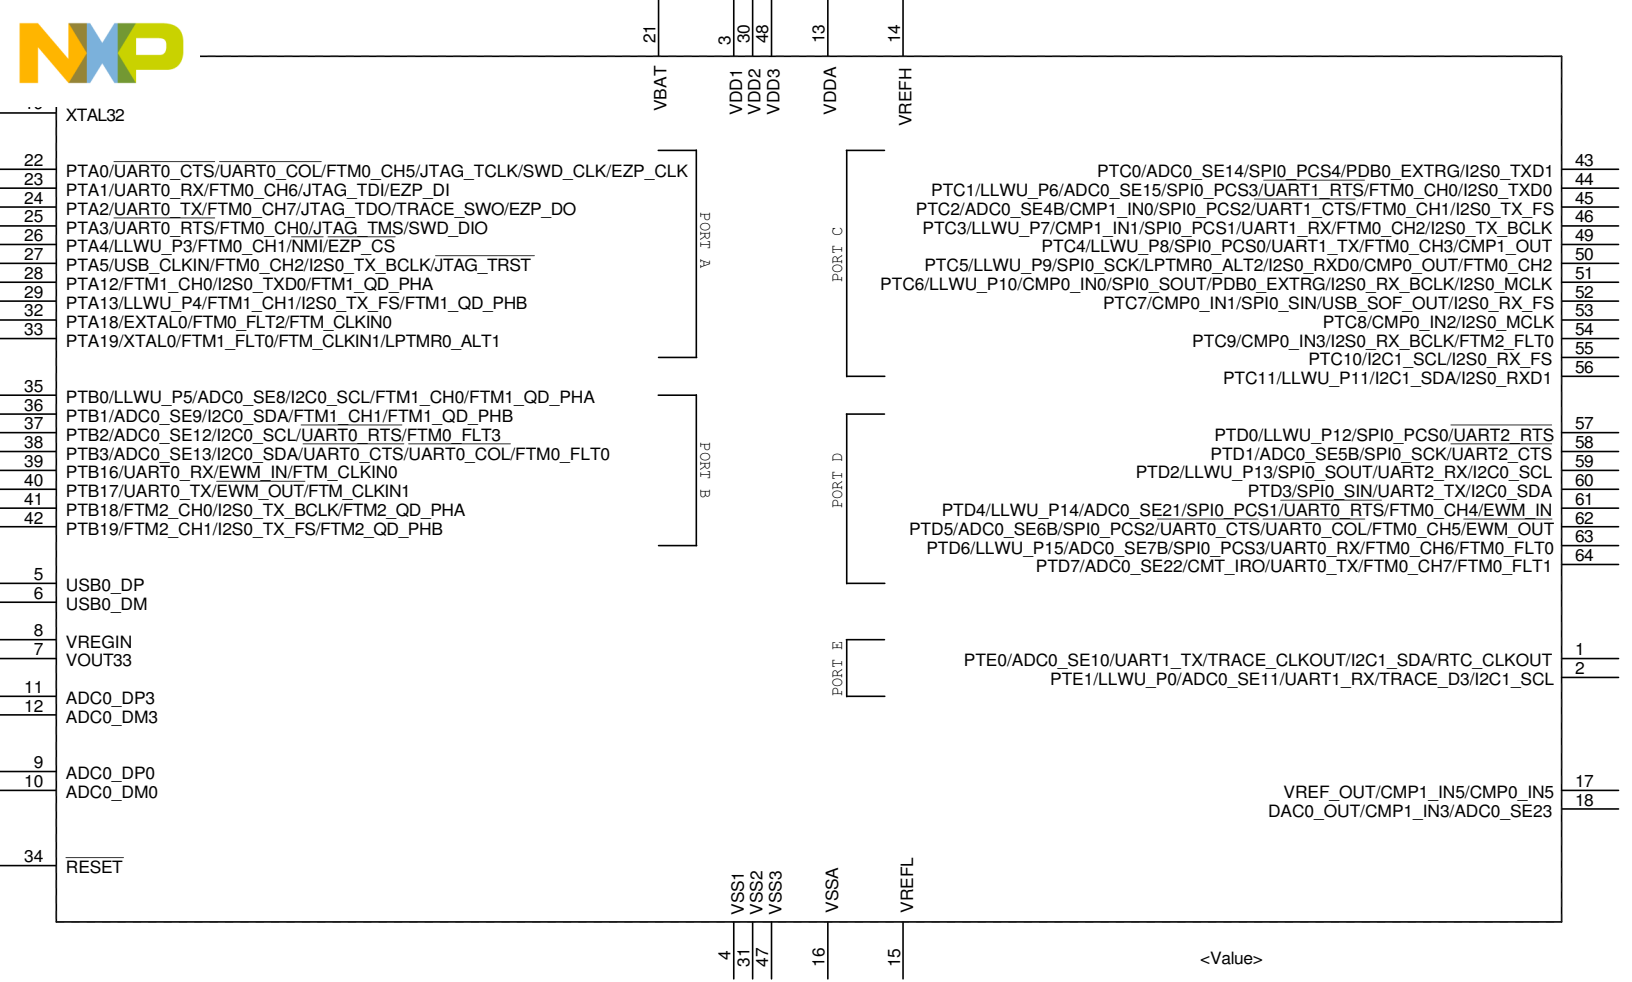 NXP
21 3 30 48 13 14
VBAT VDD1 VDD2 VDD3 VDDA VREFH
XTAL32
22 PTA0/UART0_CTS/UART0_COL/FTM0_CH5/JTAG_TCLK/SWD_CLK/EZP_CLK
23 PTA1/UART0_RX/FTM0_CH6/JTAG_TDI/EZP_DI
24 PTA2/UART0_TX/FTM0_CH7/JTAG_TDO/TRACE_SWO/EZP_DO
25 PTA3/UART0_RTS/FTM0_CH0/JTAG_TMS/SWD_DIO
26 PTA4/LLWU_P3/FTM0_CH1/NMI/EZP_CS
27 PTA5/USB_CLKIN/FTM0_CH2/I2S0_TX_BCLK/JTAG_TRST
28 PTA12/FTM1_CH0/I2S0_TXD0/FTM1_QD_PHA
29 PTA13/LLWU_P4/FTM1_CH1/I2S0_TX_FS/FTM1_QD_PHB
32 PTA18/EXTAL0/FTM0_FLT2/FTM_CLKIN0
33 PTA19/XTAL0/FTM1_FLT0/FTM_CLKIN1/LPTMR0_ALT1
PORT A
35 PTB0/LLWU_P5/ADC0_SE8/I2C0_SCL/FTM1_CH0/FTM1_QD_PHA
36 PTB1/ADC0_SE9/I2C0_SDA/FTM1_CH1/FTM1_QD_PHB
37 PTB2/ADC0_SE12/I2C0_SCL/UART0_RTS/FTM0_FLT3
38 PTB3/ADC0_SE13/I2C0_SDA/UART0_CTS/UART0_COL/FTM0_FLT0
39 PTB16/UART0_RX/EWM_IN/FTM_CLKIN0
40 PTB17/UART0_TX/EWM_OUT/FTM_CLKIN1
41 PTB18/FTM2_CH0/I2S0_TX_BCLK/FTM2_QD_PHA
42 PTB19/FTM2_CH1/I2S0_TX_FS/FTM2_QD_PHB
PORT B
5 USB0_DP
6 USB0_DM
8 VREGIN
7 VOUT33
11 ADC0_DP3
12 ADC0_DM3
9 ADC0_DP0
10 ADC0_DM0
34 RESET
PORT C
PTC0/ADC0_SE14/SPI0_PCS4/PDB0_EXTRG/I2S0_TXD1 43
PTC1/LLWU_P6/ADC0_SE15/SPI0_PCS3/UART1_RTS/FTM0_CH0/I2S0_TXD0 44
PTC2/ADC0_SE4B/CMP1_IN0/SPI0_PCS2/UART1_CTS/FTM0_CH1/I2S0_TX_FS 45
PTC3/LLWU_P7/CMP1_IN1/SPI0_PCS1/UART1_RX/FTM0_CH2/I2S0_TX_BCLK 46
PTC4/LLWU_P8/SPI0_PCS0/UART1_TX/FTM0_CH3/CMP1_OUT 49
PTC5/LLWU_P9/SPI0_SCK/LPTMR0_ALT2/I2S0_RXD0/CMP0_OUT/FTM0_CH2 50
PTC6/LLWU_P10/CMP0_IN0/SPI0_SOUT/PDB0_EXTRG/I2S0_RX_BCLK/I2S0_MCLK 51
PTC7/CMP0_IN1/SPI0_SIN/USB_SOF_OUT/I2S0_RX_FS 52
PTC8/CMP0_IN2/I2S0_MCLK 53
PTC9/CMP0_IN3/I2S0_RX_BCLK/FTM2_FLT0 54
PTC10/I2C1_SCL/I2S0_RX_FS 55
PTC11/LLWU_P11/I2C1_SDA/I2S0_RXD1 56
PORT D
PTD0/LLWU_P12/SPI0_PCS0/UART2_RTS 57
PTD1/ADC0_SE5B/SPI0_SCK/UART2_CTS 58
PTD2/LLWU_P13/SPI0_SOUT/UART2_RX/I2C0_SCL 59
PTD3/SPI0_SIN/UART2_TX/I2C0_SDA 60
PTD4/LLWU_P14/ADC0_SE21/SPI0_PCS1/UART0_RTS/FTM0_CH4/EWM_IN 61
PTD5/ADC0_SE6B/SPI0_PCS2/UART0_CTS/UART0_COL/FTM0_CH5/EWM_OUT 62
PTD6/LLWU_P15/ADC0_SE7B/SPI0_PCS3/UART0_RX/FTM0_CH6/FTM0_FLT0 63
PTD7/ADC0_SE22/CMT_IRO/UART0_TX/FTM0_CH7/FTM0_FLT1 64
PORT E
PTE0/ADC0_SE10/UART1_TX/TRACE_CLKOUT/I2C1_SDA/RTC_CLKOUT 1
PTE1/LLWU_P0/ADC0_SE11/UART1_RX/TRACE_D3/I2C1_SCL 2
VREF_OUT/CMP1_IN5/CMP0_IN5 17
DAC0_OUT/CMP1_IN3/ADC0_SE23 18
VSS1 VSS2 VSS3 VSSA VREFL
4 31 47 16 15
<Value>